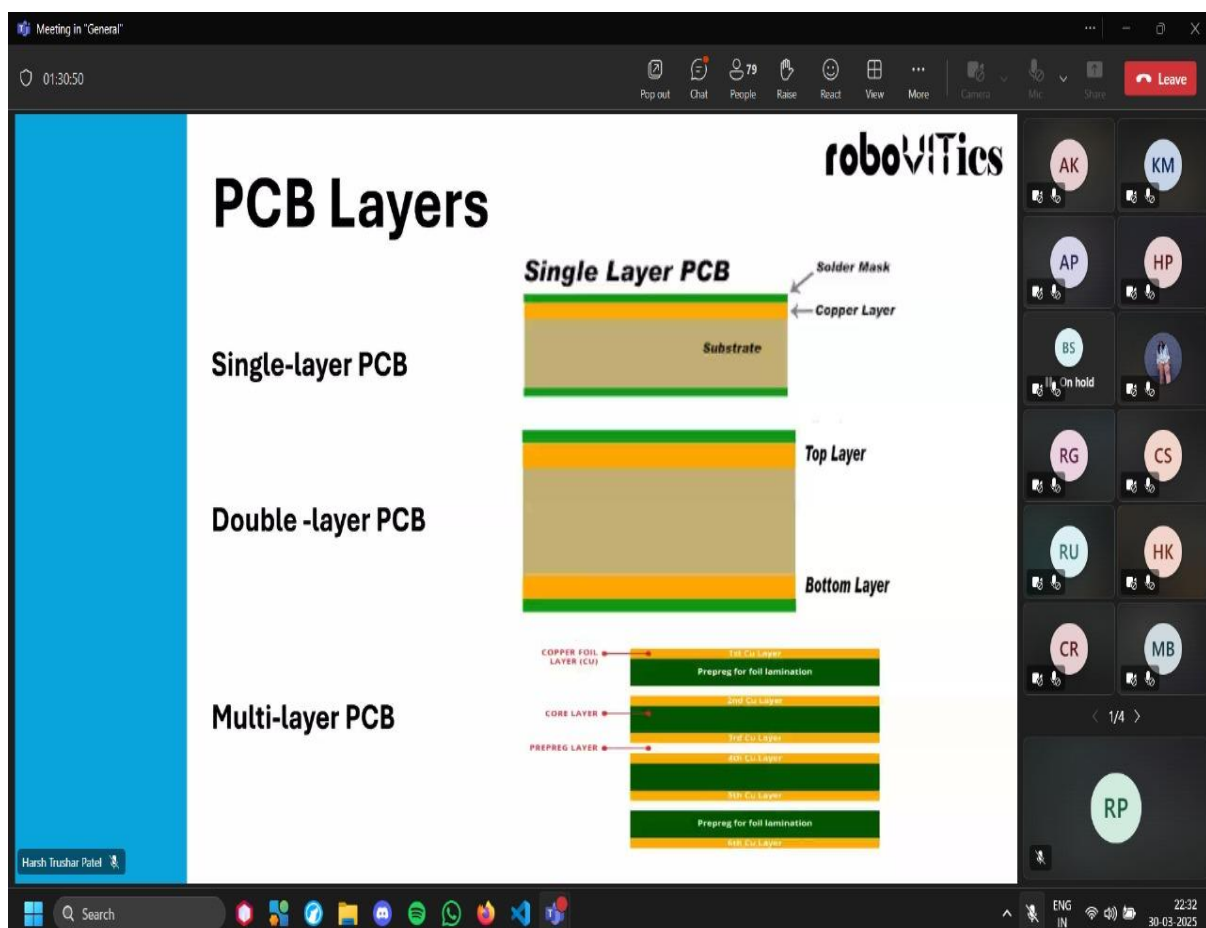 Meeting in "General"
01:30:50
79
Pop out Chat People Raise React View More Camera Mic Share Leave
roboVITics
PCB Layers
Single Layer PCB
Solder Mask
Copper Layer
Substrate
Single-layer PCB
Top Layer
Double -layer PCB
Bottom Layer
COPPER FOIL
LAYER (CU)
1st Cu Layer
Prepreg for foil lamination
2nd Cu Layer
CORE LAYER
3rd Cu Layer
PREPREG LAYER
4th Cu Layer
5th Cu Layer
Prepreg for foil lamination
6th Cu Layer
Multi-layer PCB
Harsh Trushar Patel
AK KM
AP HP
BS
On hold
RG CS
RU HK
CR MB
1/4
RP
Search
ENG
IN
22:32
30-03-2025